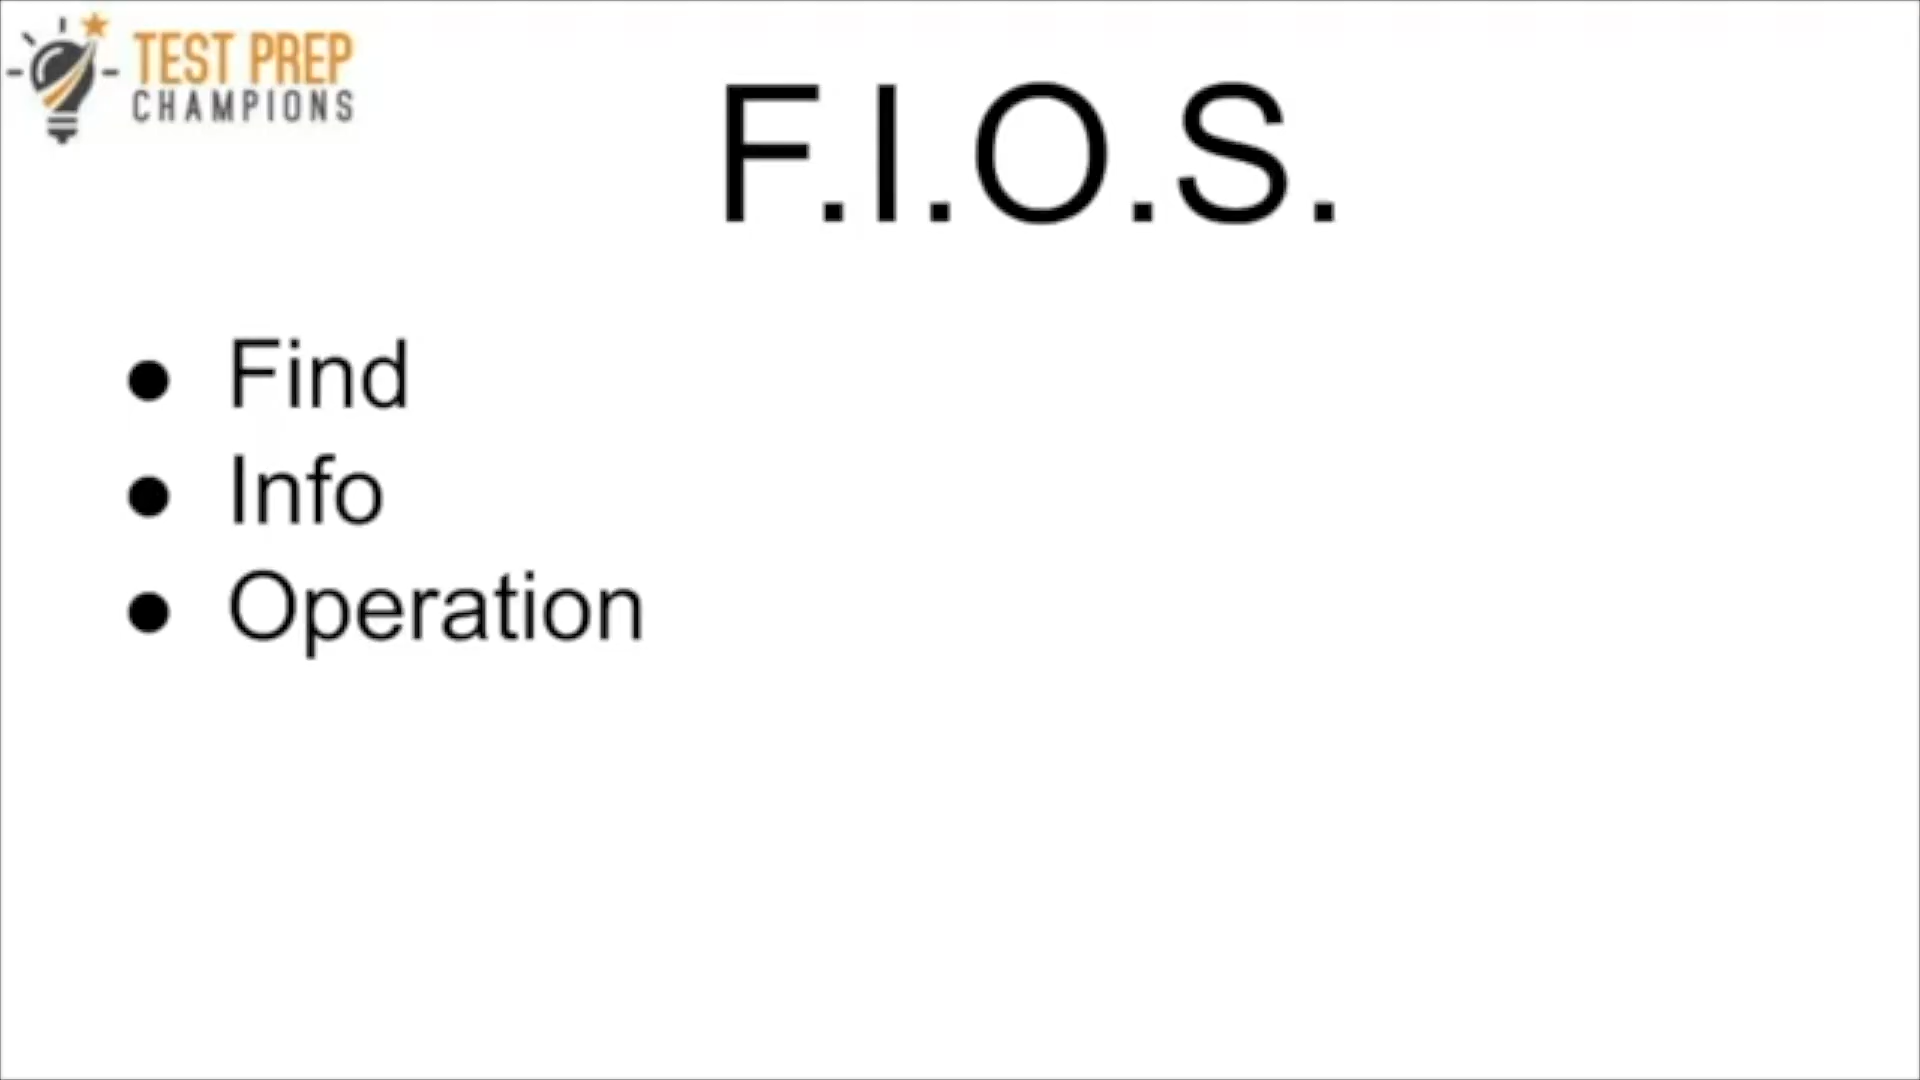 TEST PREP
CHAMPIONS
F.I.O.S.
● Find
● Info
● Operation